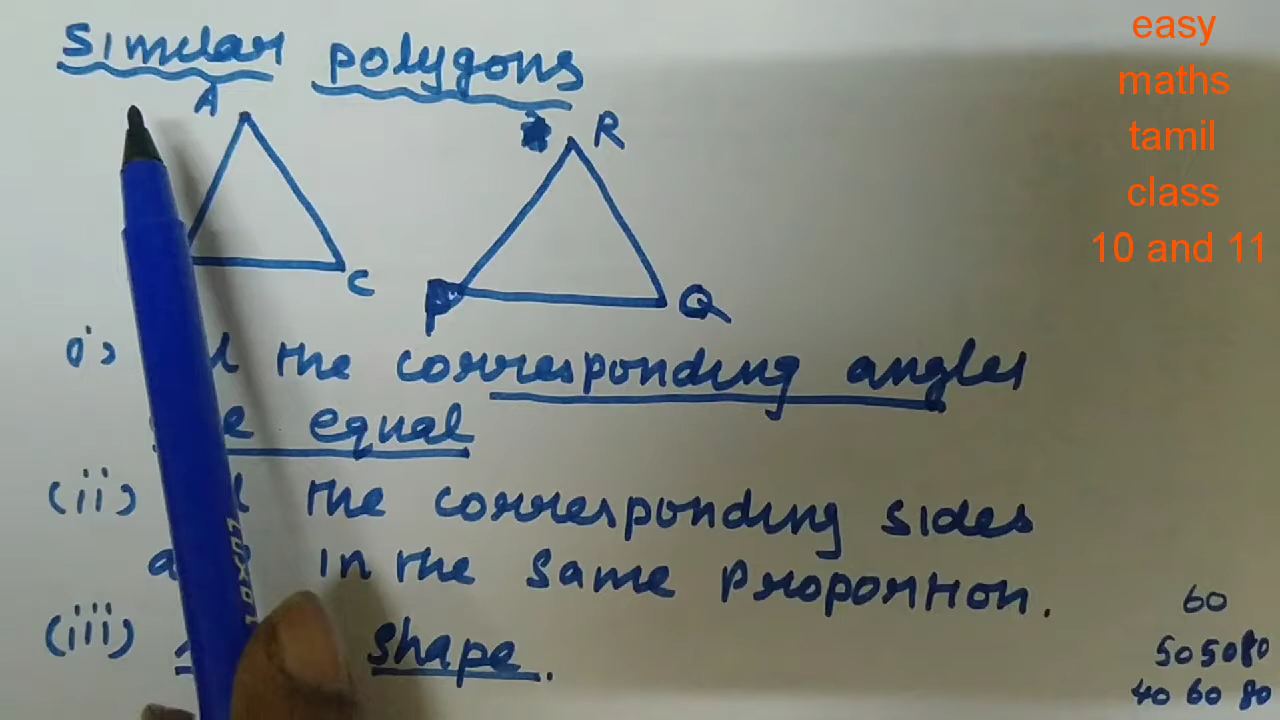 Similar polygons
A
R
C
P
Q
(i) the corresponding angles
equal
(ii) the corresponding sides
in the same proportion.
(iii) shape.
60
50 50 80
40 60 80
LUXOR
easy
maths
tamil
class
10 and 11